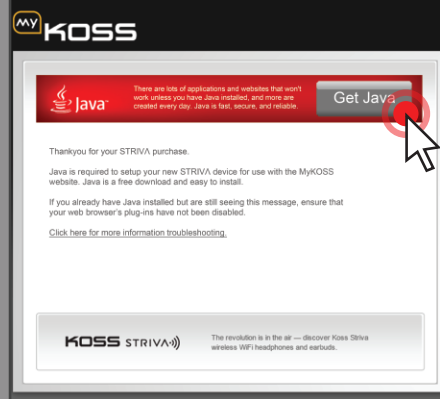 MY KOSS
Java™
There are lots of applications and websites that won't
work unless you have Java installed, and more are
created every day. Java is fast, secure, and reliable.
Get Java
Thankyou for your STRIVΛ purchase.
Java is required to setup your new STRIVΛ device for use with the MyKOSS
website. Java is a free download and easy to install.
If you already have Java installed but are still seeing this message, ensure that
your web browser's plug-ins have not been disabled.
Click here for more information troubleshooting.
KOSS STRIVΛ
The revolution is in the air — discover Koss Striva
wireless WiFi headphones and earbuds.